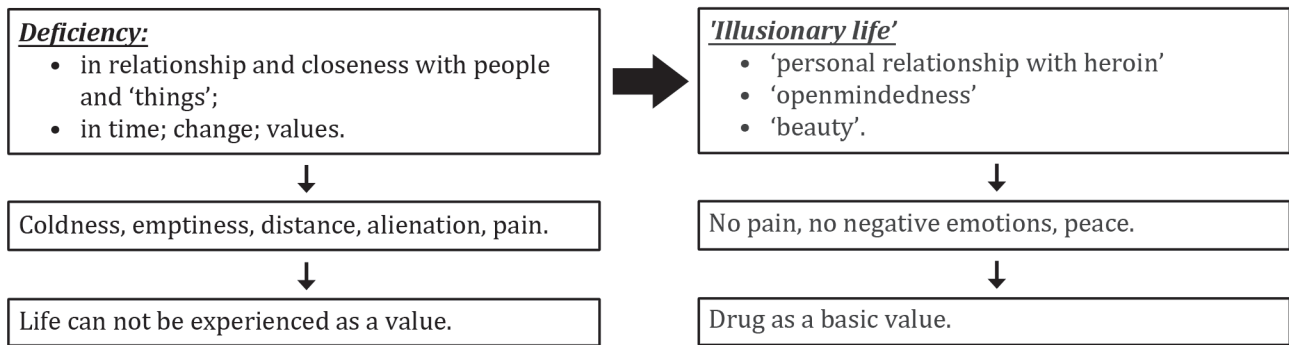 Deficiency:
• in relationship and closeness with people
and ‘things’;
• in time; change; values.
Coldness, emptiness, distance, alienation, pain.
Life can not be experienced as a value.
'Illusionary life’
• ‘personal relationship with heroin’
• ‘openmindedness’
• ‘beauty’.
No pain, no negative emotions, peace.
Drug as a basic value.